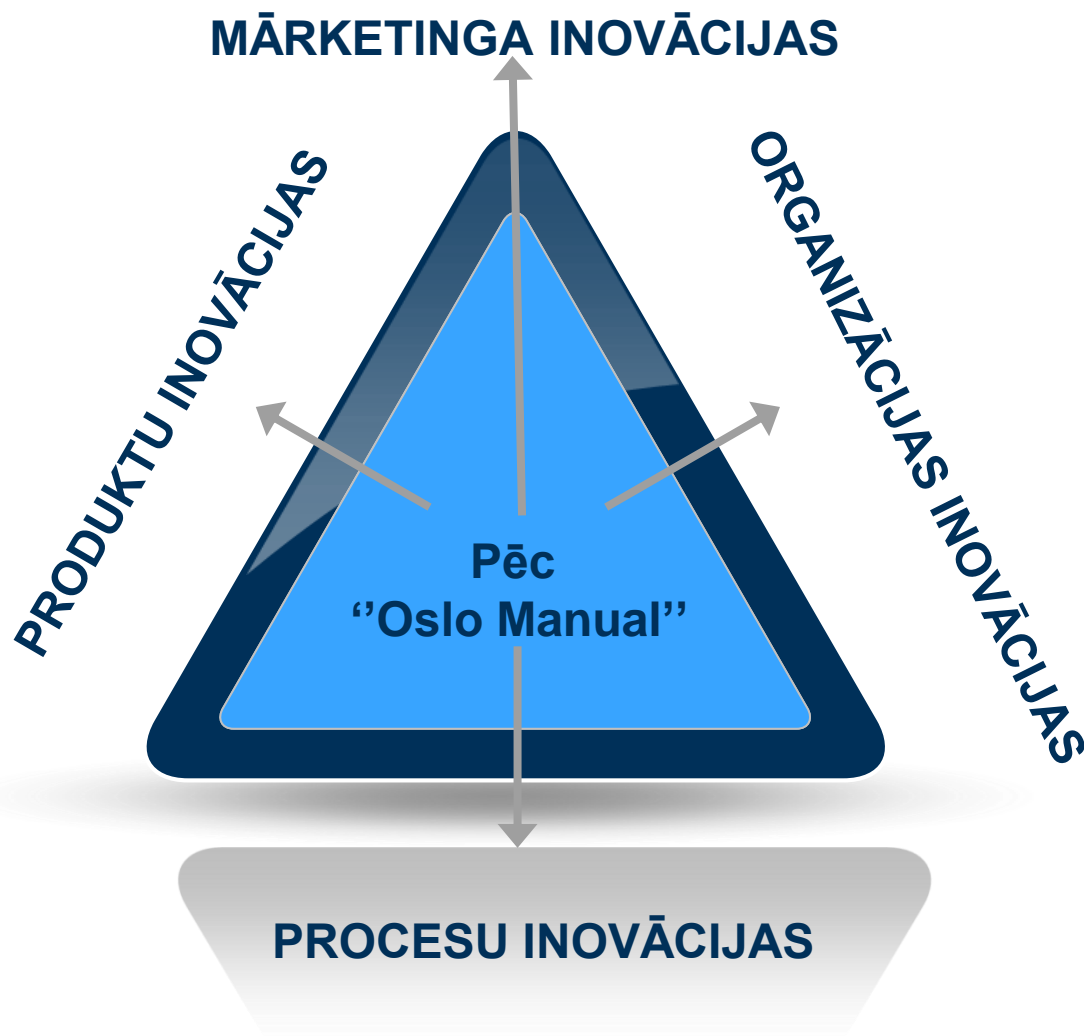 MĀRKETINGA INOVĀCIJAS
PRODUKTU INOVĀCIJAS
ORGANIZĀCIJAS INOVĀCIJAS
Pēc
‘’Oslo Manual’’
PROCESU INOVĀCIJAS